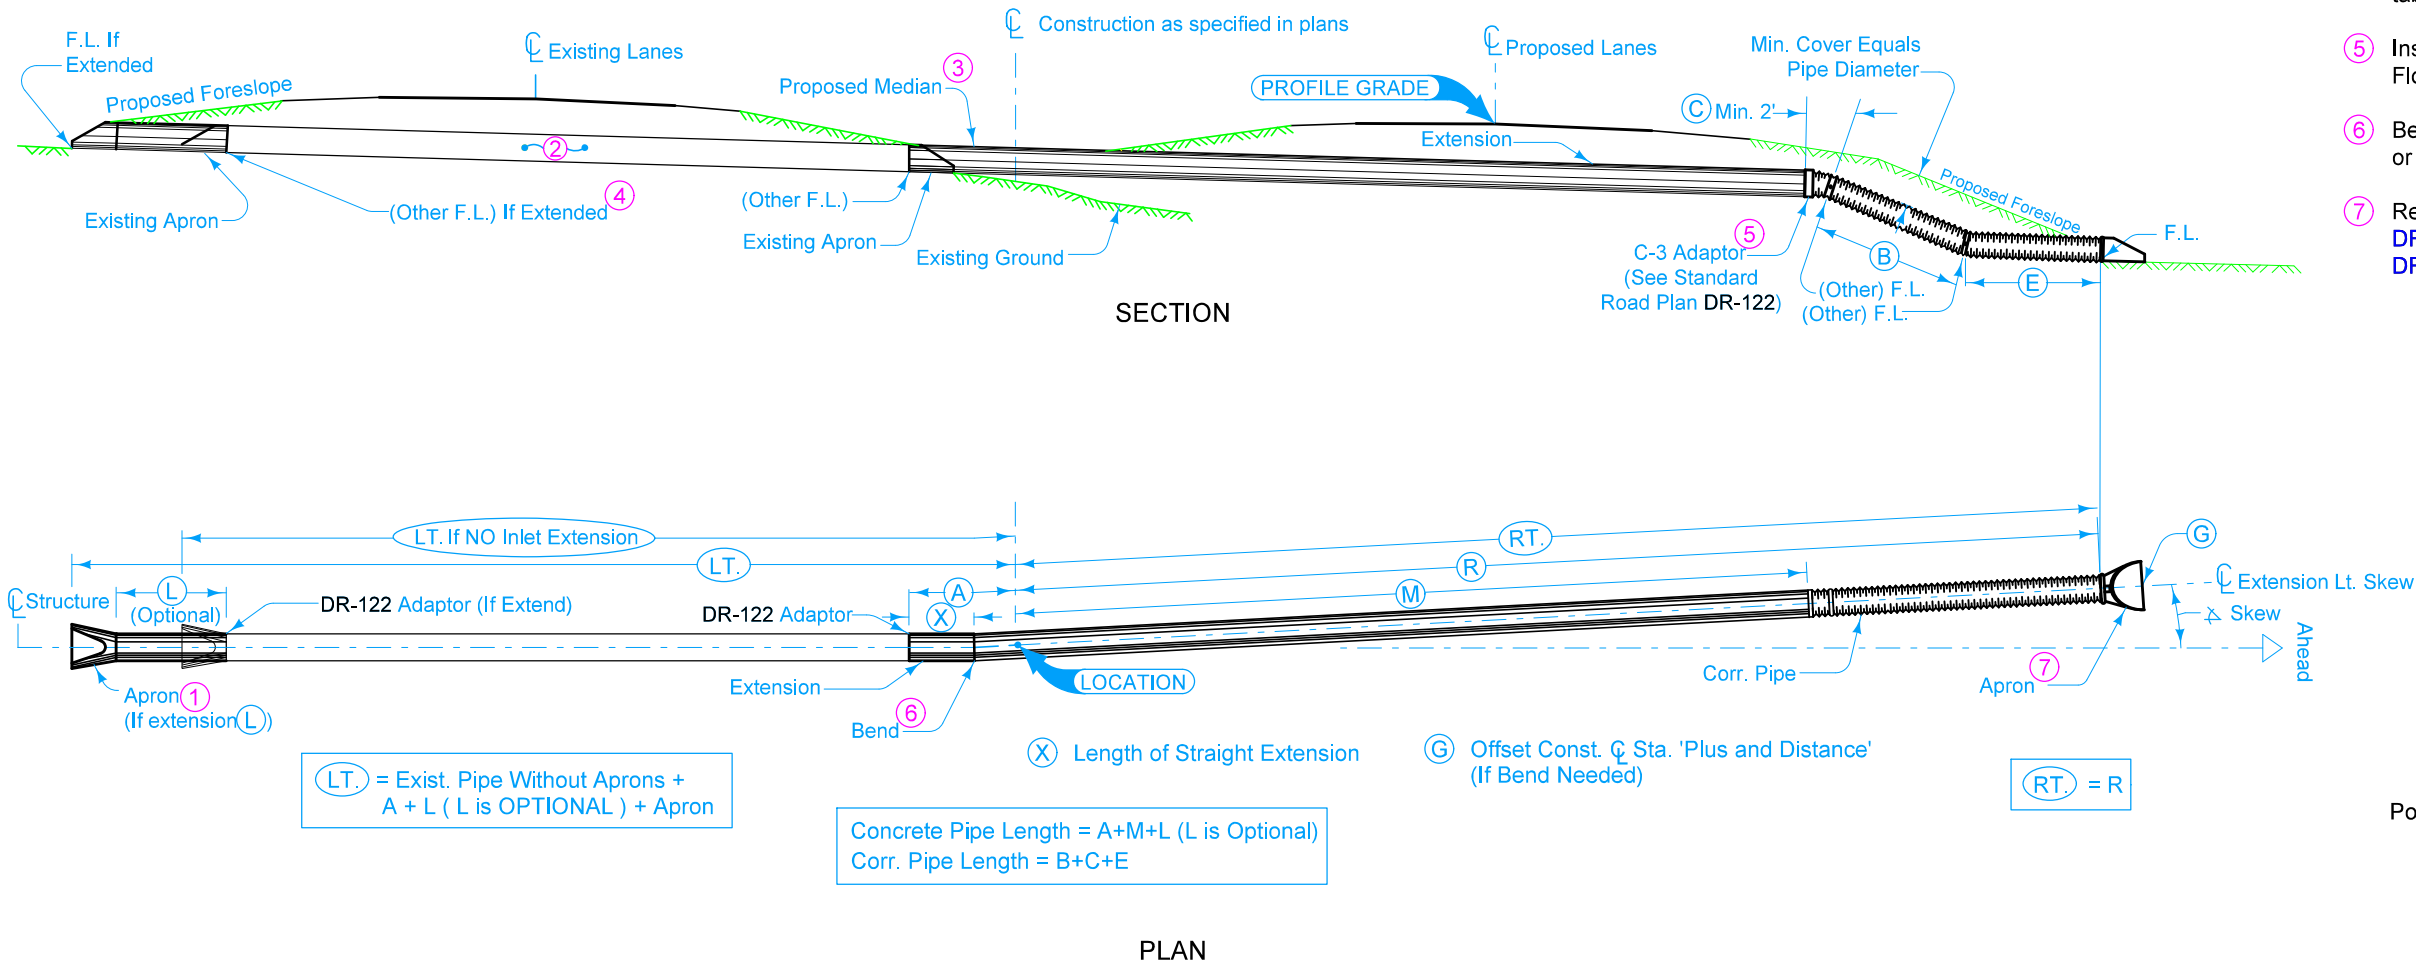 F.L. If
Extended
Proposed Foreslope
℄ Existing Lanes
Proposed Median ③
℄ Construction as specified in plans
℄ Proposed Lanes
PROFILE GRADE
Min. Cover Equals
Pipe Diameter
Ⓒ Min. 2'
Extension
②
Existing Apron
(Other F.L.) If Extended ④
(Other F.L.)
Existing Apron
Existing Ground
⑤
C-3 Adaptor
(See Standard
Road Plan DR-122)
Ⓑ
Proposed Foreslope
(Other) F.L.
(Other) F.L.
Ⓔ
F.L.
SECTION
⑤ Ins
Flo
⑥ Be
or
⑦ Re
DR
DR
LT. If NO Inlet Extension
LT.
RT.
R
M
G
℄ Structure
L
(Optional)
DR-122 Adaptor (If Extend)
DR-122 Adaptor
A
X
℄ Extension Lt. Skew
Skew
Ahead
Apron ①
(If extension Ⓛ)
Extension
Bend ⑥
LOCATION
Corr. Pipe
Apron ⑦
Ⓧ Length of Straight Extension
Ⓖ Offset Const. ℄ Sta. 'Plus and Distance'
(If Bend Needed)
LT. = Exist. Pipe Without Aprons +
A + L ( L is OPTIONAL ) + Apron
RT. = R
Concrete Pipe Length = A+M+L (L is Optional)
Corr. Pipe Length = B+C+E
Po
PLAN